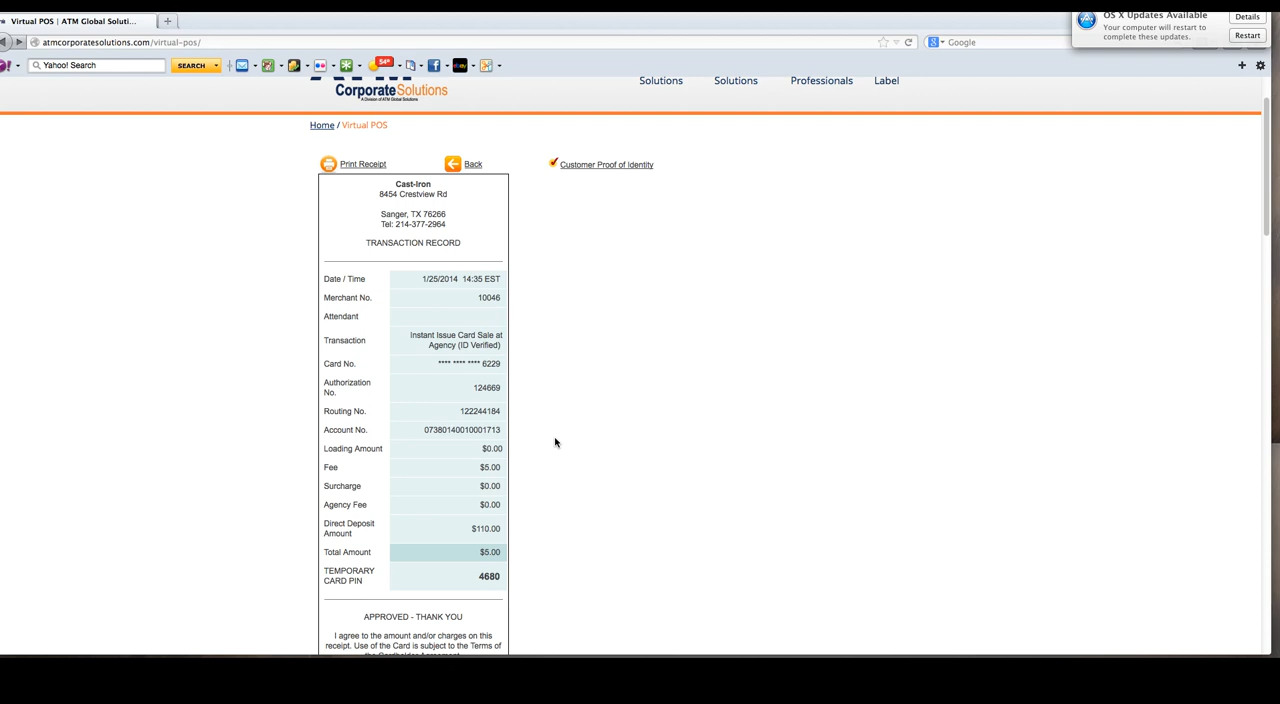 Virtual POS | ATM Global Soluti...
OS X Updates Available
Your computer will restart to
complete these updates.
Details
Restart
atmcorporatesolutions.com/virtual-pos/
Google
Yahoo! Search
SEARCH
54°
CorporateSolutions
A Division of ATM Global Solutions
Solutions
Solutions
Professionals
Label
Home / Virtual POS
Print Receipt
Back
Customer Proof of Identity
Cast-Iron
8454 Crestview Rd
Sanger, TX 76266
Tel: 214-377-2964
TRANSACTION RECORD
Date / Time 1/25/2014 14:35 EST
Merchant No. 10046
Attendant
Transaction Instant Issue Card Sale at
Agency (ID Verified)
Card No. **** **** **** 6229
Authorization
No. 124669
Routing No. 122244184
Account No. 07380140010001713
Loading Amount $0.00
Fee $5.00
Surcharge $0.00
Agency Fee $0.00
Direct Deposit
Amount $110.00
Total Amount $5.00
TEMPORARY
CARD PIN 4680
APPROVED - THANK YOU
I agree to the amount and/or charges on this
receipt. Use of the Card is subject to the Terms of